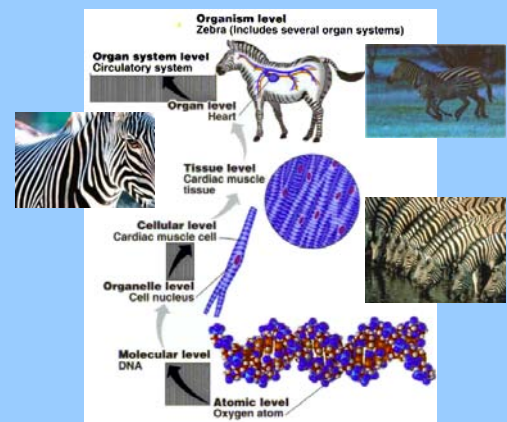 Organism level
Zebra (Includes several organ systems)
Organ system level
Circulatory system
Organ level
Heart
Tissue level
Cardiac muscle
tissue
Cellular level
Cardiac muscle cell
Organelle level
Cell nucleus
Molecular level
DNA
Atomic level
Oxygen atom